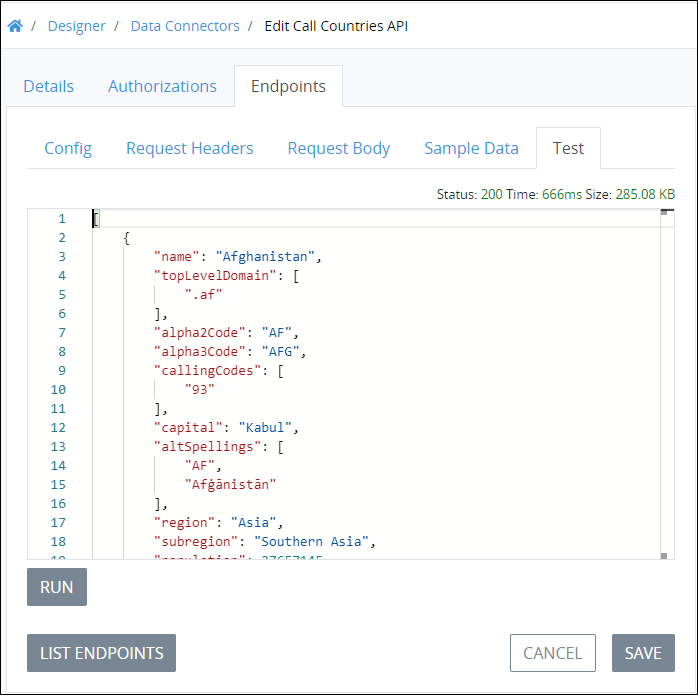 / Designer / Data Connectors / Edit Call Countries API
Details Authorizations Endpoints
Config Request Headers Request Body Sample Data Test
Status: 200 Time: 666ms Size: 285.08 KB
1 [
2 {
3 "name": "Afghanistan",
4 "topLevelDomain": [
5 ".af"
6 ],
7 "alpha2Code": "AF",
8 "alpha3Code": "AFG",
9 "callingCodes": [
10 "93"
11 ],
12 "capital": "Kabul",
13 "altSpellings": [
14 "AF",
15 "Afġānistān"
16 ],
17 "region": "Asia",
18 "subregion": "Southern Asia",
19 "population": 27657145,
RUN
LIST ENDPOINTS CANCEL SAVE